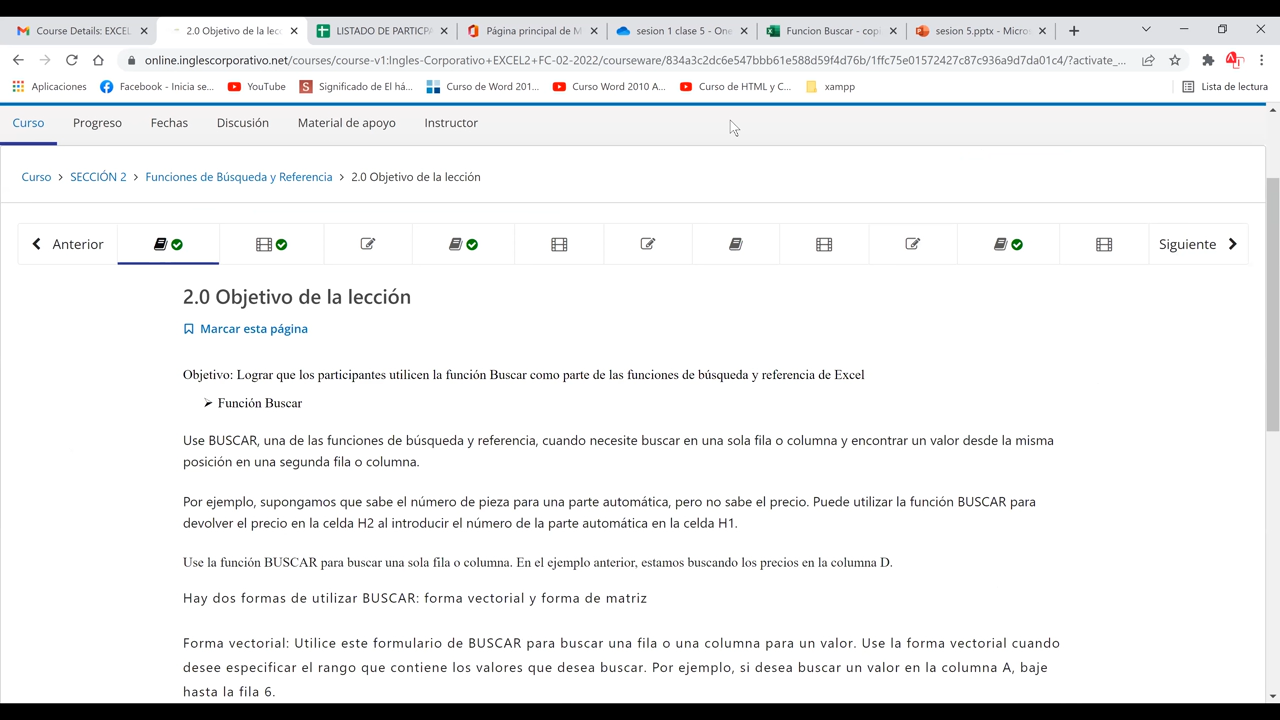 Course Details: EXCEL
2.0 Objetivo de la lecc
LISTADO DE PARTICPA
Página principal de M
sesion 1 clase 5 - One
Funcion Buscar - copi
sesion 5.pptx - Micros
online.inglescorporativo.net/courses/course-v1:Ingles-Corporativo+EXCEL2+TC-02-2022/courseware/834a3c2dc6e547bbb61e588d59f4d76b/1ffc75e01572427c87c936a9d7da01c4/?activate_...
Aplicaciones
Facebook - Inicia se...
YouTube
Significado de El há...
Curso de Word 201...
Curso Word 2010 A...
Curso de HTML y C...
xampp
Lista de lectura
Curso
Progreso
Fechas
Discusión
Material de apoyo
Instructor
Curso > SECCIÓN 2 > Funciones de Búsqueda y Referencia > 2.0 Objetivo de la lección
Anterior
Siguiente
2.0 Objetivo de la lección
Marcar esta página
Objetivo: Lograr que los participantes utilicen la función Buscar como parte de las funciones de búsqueda y referencia de Excel
➢ Función Buscar
Use BUSCAR, una de las funciones de búsqueda y referencia, cuando necesite buscar en una sola fila o columna y encontrar un valor desde la misma
posición en una segunda fila o columna.
Por ejemplo, supongamos que sabe el número de pieza para una parte automática, pero no sabe el precio. Puede utilizar la función BUSCAR para
devolver el precio en la celda H2 al introducir el número de la parte automática en la celda H1.
Use la función BUSCAR para buscar una sola fila o columna. En el ejemplo anterior, estamos buscando los precios en la columna D.
Hay dos formas de utilizar BUSCAR: forma vectorial y forma de matriz
Forma vectorial: Utilice este formulario de BUSCAR para buscar una fila o una columna para un valor. Use la forma vectorial cuando
desee especificar el rango que contiene los valores que desea buscar. Por ejemplo, si desea buscar un valor en la columna A, baje
hasta la fila 6.